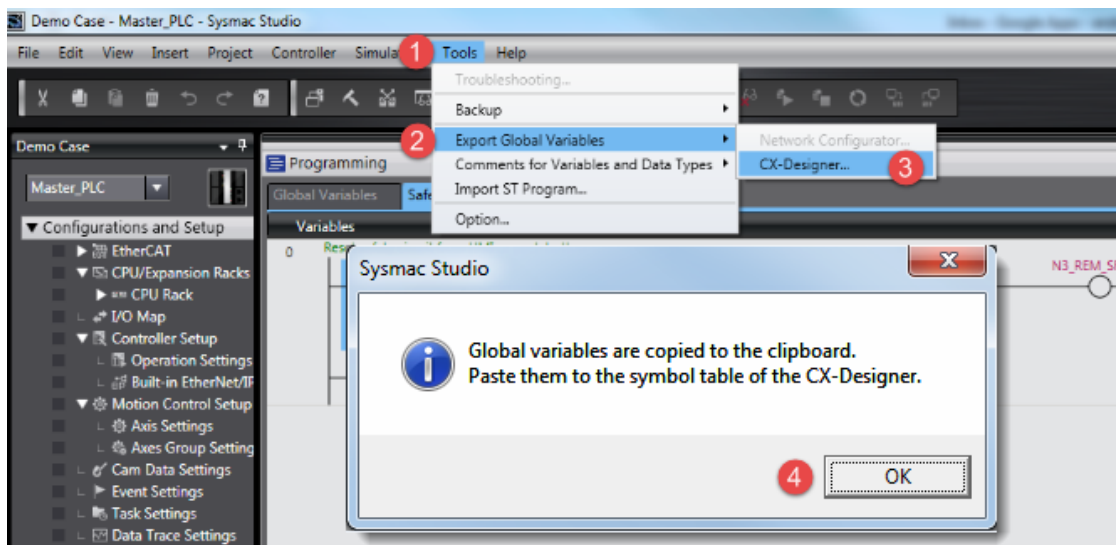 Demo Case - Master_PLC - Sysmac Studio
File Edit View Insert Project Controller Simula 1 Tools Help
Troubleshooting...
Backup
2 Export Global Variables
Network Configurator...
Comments for Variables and Data Types
CX-Designer... 3
Import ST Program...
Option...
Demo Case
Master_PLC
Configurations and Setup
EtherCAT
CPU/Expansion Racks
CPU Rack
I/O Map
Controller Setup
Operation Settings
Built-in EtherNet/IP
Motion Control Setup
Axis Settings
Axes Group Setting
Cam Data Settings
Event Settings
Task Settings
Data Trace Settings
Programming
Global Variables Safe
Variables
0
N3_REM_S
Sysmac Studio
Global variables are copied to the clipboard.
Paste them to the symbol table of the CX-Designer.
4 OK